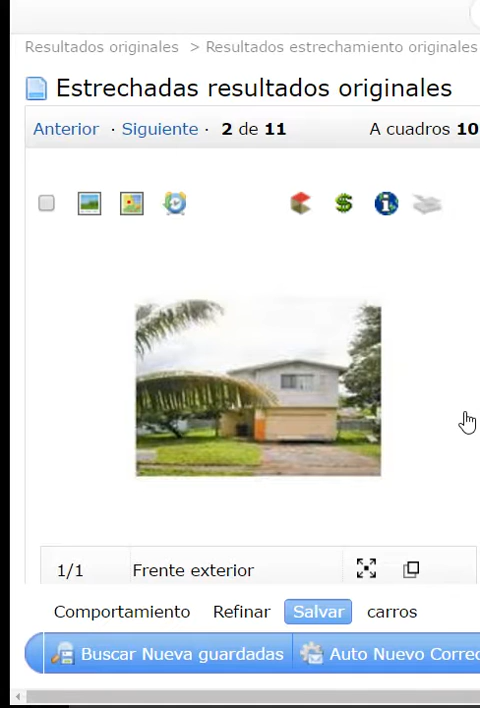 Resultados originales > Resultados estrechamiento originales
Estrechadas resultados originales
Anterior · Siguiente · 2 de 11 A cuadros 10
1/1 Frente exterior
Comportamiento Refinar Salvar carros
Buscar Nueva guardadas Auto Nuevo Correo